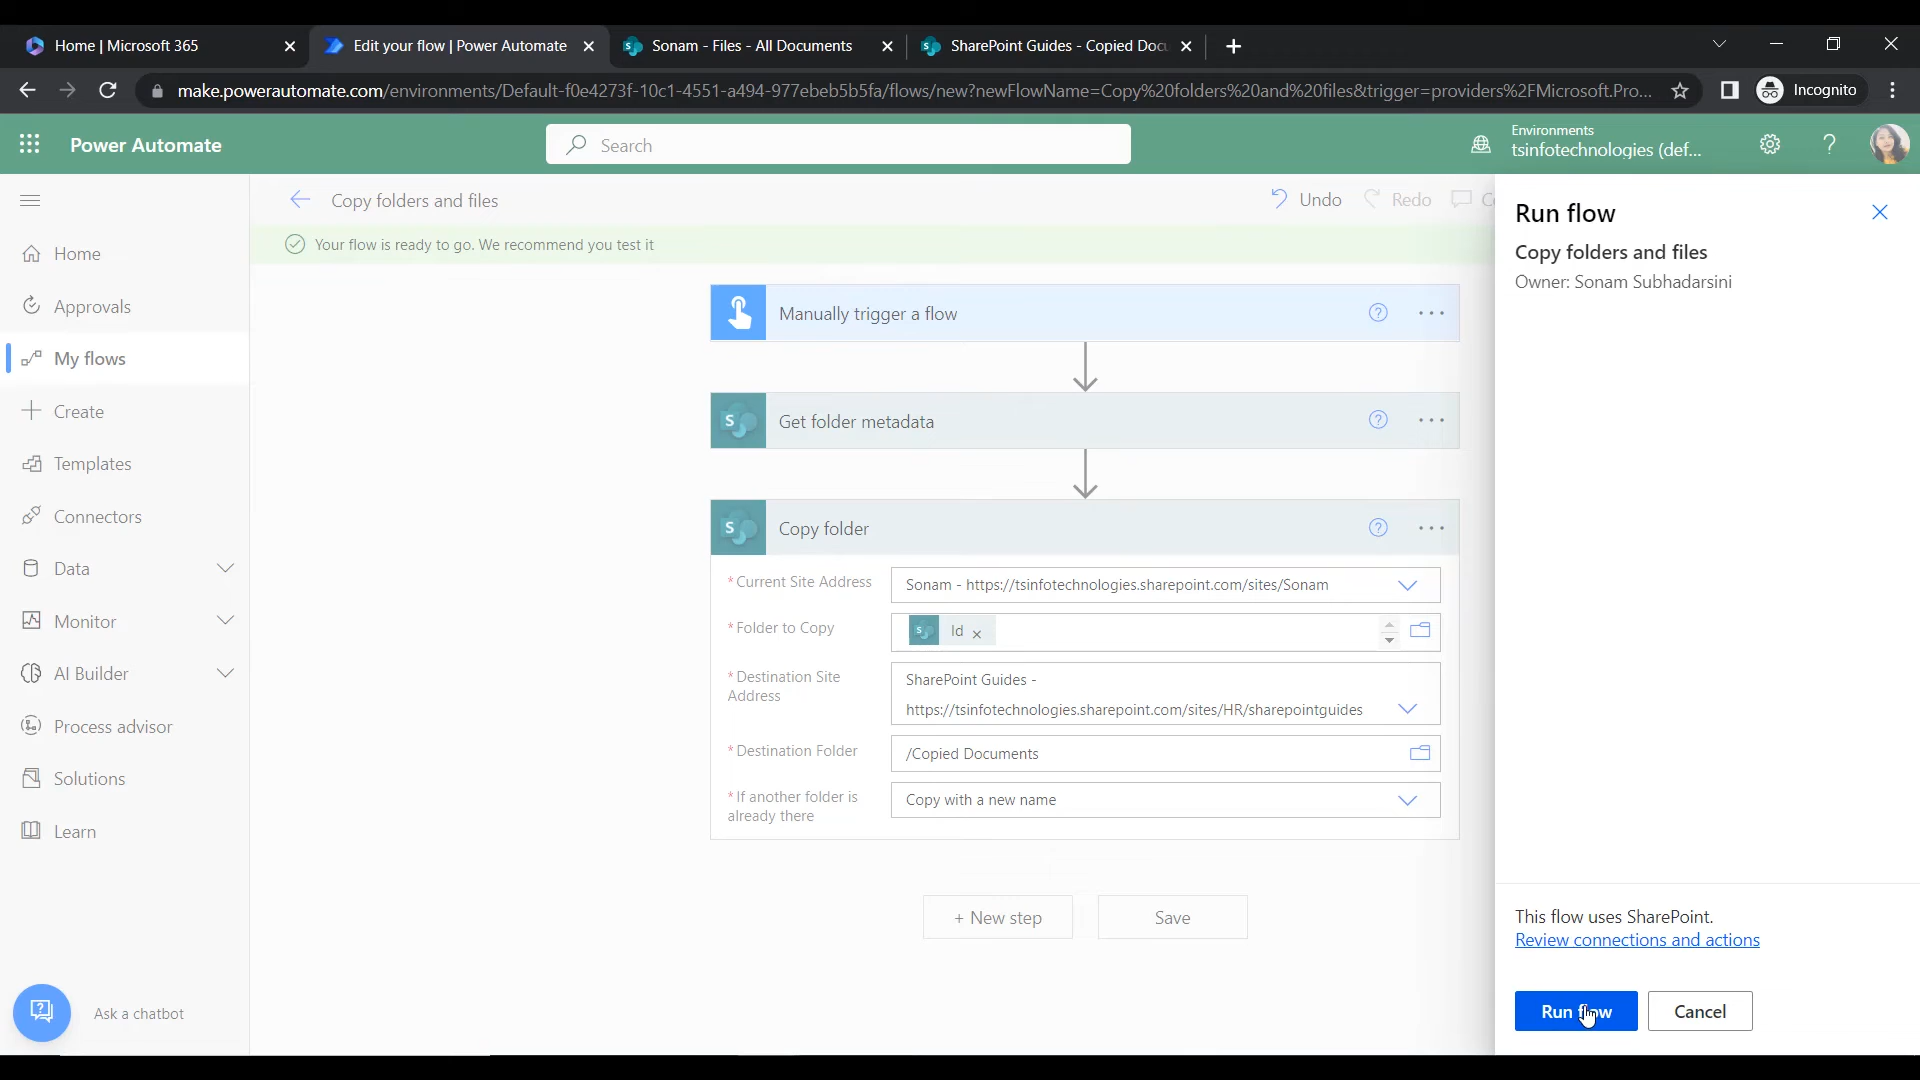 Home | Microsoft 365
Edit your flow | Power Automate
Sonam - Files - All Documents
SharePoint Guides - Copied Docu
make.powerautomate.com/environments/Default-f0e4273f-10c1-4551-a494-977ebeb5b5fa/flows/new?newFlowName=Copy%20folders%20and%20files&trigger=providers%2FMicrosoft.Pro...
Incognito
Power Automate
Search
Environments
tsinfotechnologies (def...
Copy folders and files
Undo
Redo
Your flow is ready to go. We recommend you test it
Home
Approvals
My flows
Create
Templates
Connectors
Data
Monitor
AI Builder
Process advisor
Solutions
Learn
Ask a chatbot
Manually trigger a flow
Get folder metadata
Copy folder
* Current Site Address
Sonam - https://tsinfotechnologies.sharepoint.com/sites/Sonam
* Folder to Copy
Id
* Destination Site
Address
SharePoint Guides -
https://tsinfotechnologies.sharepoint.com/sites/HR/sharepointguides
* Destination Folder
/Copied Documents
* If another folder is
already there
Copy with a new name
+ New step
Save
Run flow
Copy folders and files
Owner: Sonam Subhadarsini
This flow uses SharePoint.
Review connections and actions
Run flow
Cancel